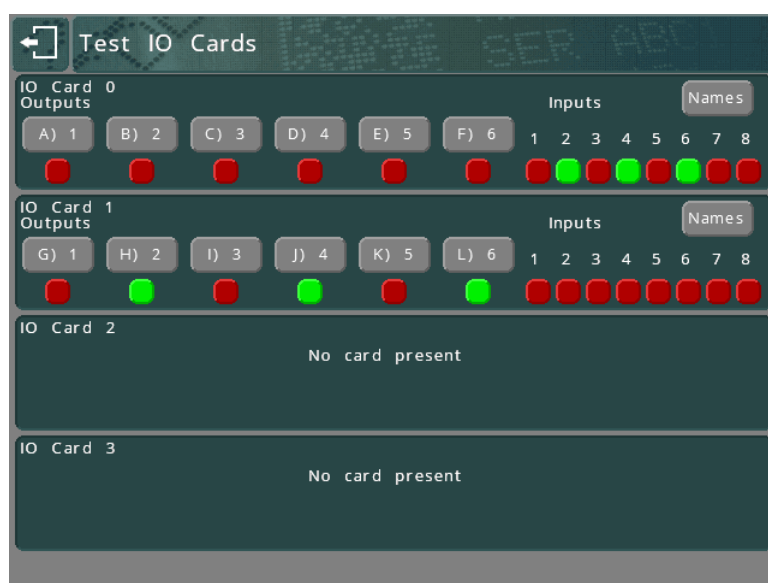 Test IO Cards
SER. ABC
IO Card 0
Outputs
Inputs
Names
A) 1 B) 2 C) 3 D) 4 E) 5 F) 6
1 2 3 4 5 6 7 8
IO Card 1
Outputs
Inputs
Names
G) 1 H) 2 I) 3 J) 4 K) 5 L) 6
1 2 3 4 5 6 7 8
IO Card 2
No card present
IO Card 3
No card present